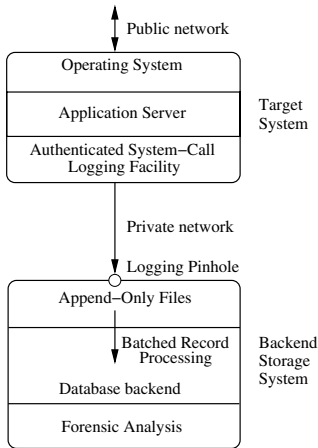 Public network
Operating System
Application Server
Target
System
Authenticated System−Call
Logging Facility
Private network
Logging Pinhole
Append−Only Files
Batched Record
Processing
Backend
Storage
System
Database backend
Forensic Analysis